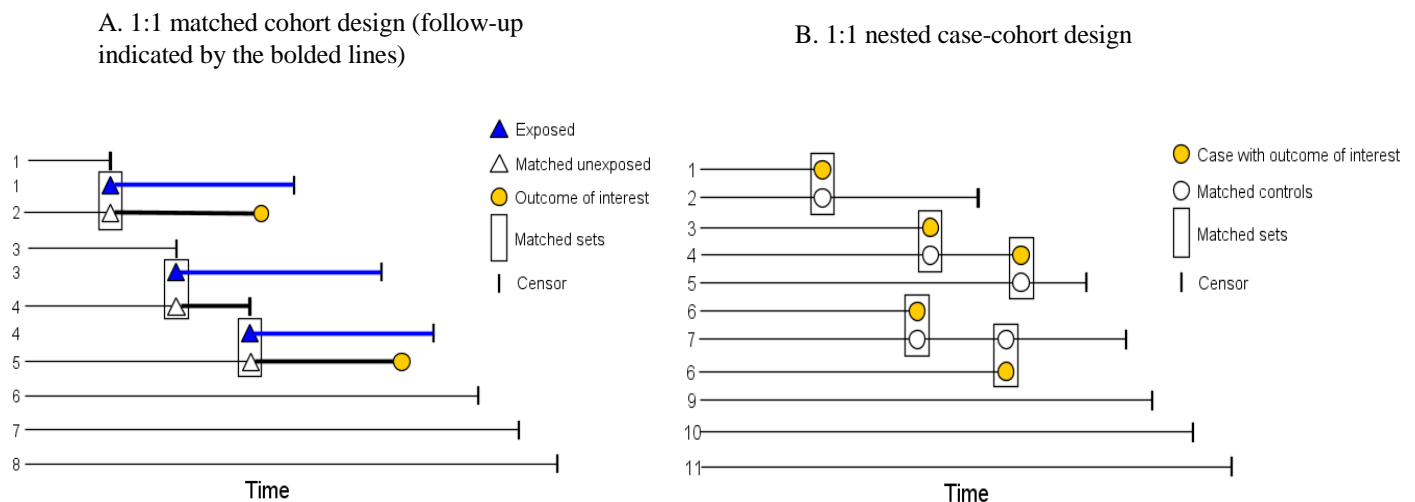 A. 1:1 matched cohort design (follow-up
indicated by the bolded lines)
Exposed
Matched unexposed
Outcome of interest
Matched sets
Censor
1
1
2
3
3
4
4
5
6
7
8
Time
B. 1:1 nested case-cohort design
Case with outcome of interest
Matched controls
Matched sets
Censor
1
2
3
4
5
6
7
6
9
10
11
Time